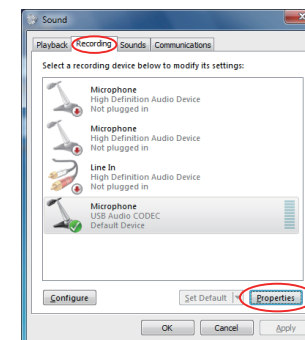 Sound
Playback Recording Sounds Communications
Select a recording device below to modify its settings:
Microphone
High Definition Audio Device
Not plugged in
Microphone
High Definition Audio Device
Not plugged in
Line In
High Definition Audio Device
Not plugged in
Microphone
USB Audio CODEC
Default Device
Configure Set Default Properties
OK Cancel Apply